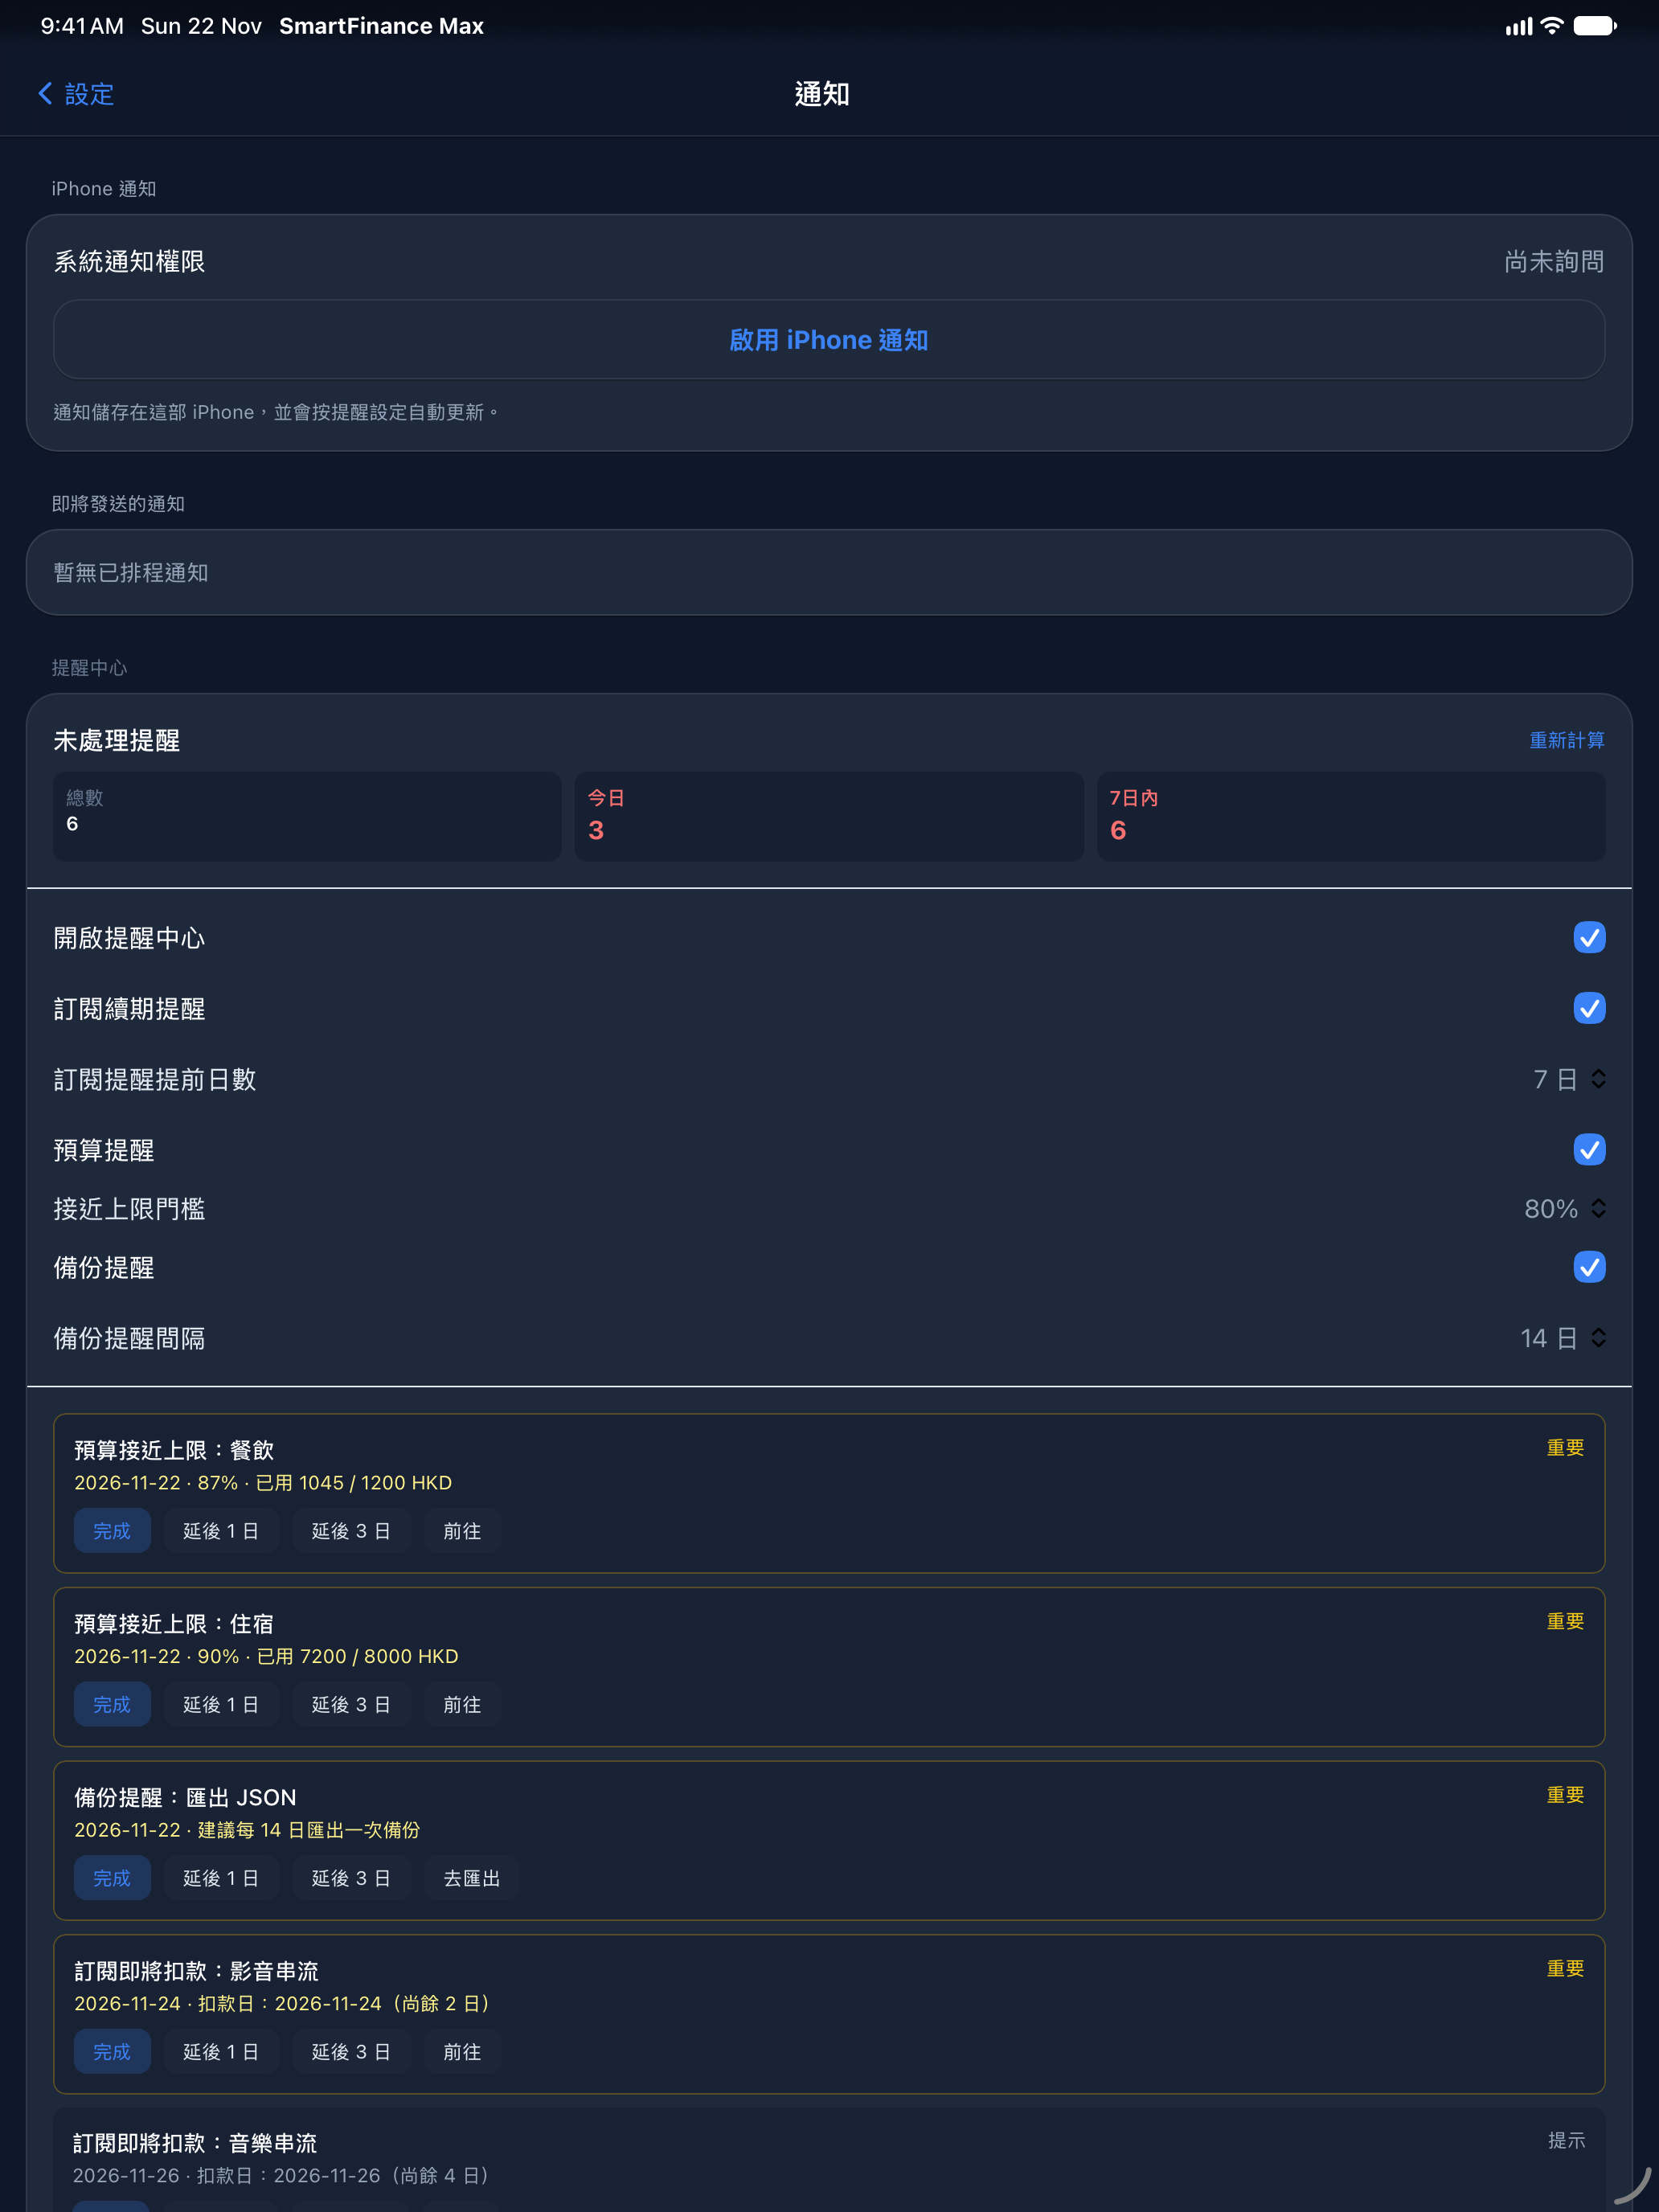 9:41 AM Sun 22 Nov SmartFinance Max
設定
通知
iPhone 通知
系統通知權限 尚未詢問
啟用 iPhone 通知
通知儲存在這部 iPhone，並會按提醒設定自動更新。
即將發送的通知
暫無已排程通知
提醒中心
未處理提醒 重新計算
總數 今日 7日內
6 3 6
開啟提醒中心
訂閱續期提醒
訂閱提醒提前日數 7 日
預算提醒
接近上限門檻 80%
備份提醒
備份提醒間隔 14 日
預算接近上限：餐飲 重要
2026-11-22 · 87% · 已用 1045 / 1200 HKD
完成 延後 1 日 延後 3 日 前往
預算接近上限：住宿 重要
2026-11-22 · 90% · 已用 7200 / 8000 HKD
完成 延後 1 日 延後 3 日 前往
備份提醒：匯出 JSON 重要
2026-11-22 · 建議每 14 日匯出一次備份
完成 延後 1 日 延後 3 日 去匯出
訂閱即將扣款：影音串流 重要
2026-11-24 · 扣款日：2026-11-24（尚餘 2 日）
完成 延後 1 日 延後 3 日 前往
訂閱即將扣款：音樂串流 提示
2026-11-26 · 扣款日：2026-11-26（尚餘 4 日）